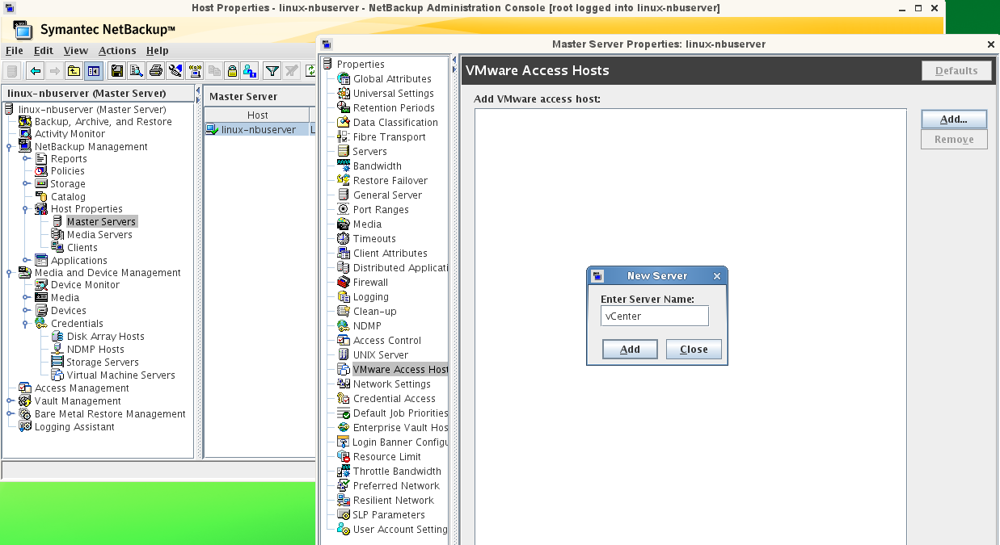 Host Properties - linux-nbuserver - NetBackup Administration Console [root logged into linux-nbuserver]
Symantec NetBackup™
File Edit View Actions Help
linux-nbuserver (Master Server)
linux-nbuserver (Master Server)
Backup, Archive, and Restore
Activity Monitor
NetBackup Management
Reports
Policies
Storage
Catalog
Host Properties
Master Servers
Media Servers
Clients
Applications
Media and Device Management
Device Monitor
Media
Devices
Credentials
Disk Array Hosts
NDMP Hosts
Storage Servers
Virtual Machine Servers
Access Management
Vault Management
Bare Metal Restore Management
Logging Assistant
Master Server
Host
linux-nbuserver L
Master Server Properties: linux-nbuserver
Properties
Global Attributes
Universal Settings
Retention Periods
Data Classification
Fibre Transport
Servers
Bandwidth
Restore Failover
General Server
Port Ranges
Media
Timeouts
Client Attributes
Distributed Applicati
Firewall
Logging
Clean-up
NDMP
Access Control
UNIX Server
VMware Access Host
Network Settings
Credential Access
Default Job Priorities
Enterprise Vault Hos
Login Banner Configu
Resource Limit
Throttle Bandwidth
Preferred Network
Resilient Network
SLP Parameters
User Account Setting
VMware Access Hosts
Defaults
Add VMware access host:
Add...
Remove
New Server
Enter Server Name:
vCenter
Add Close